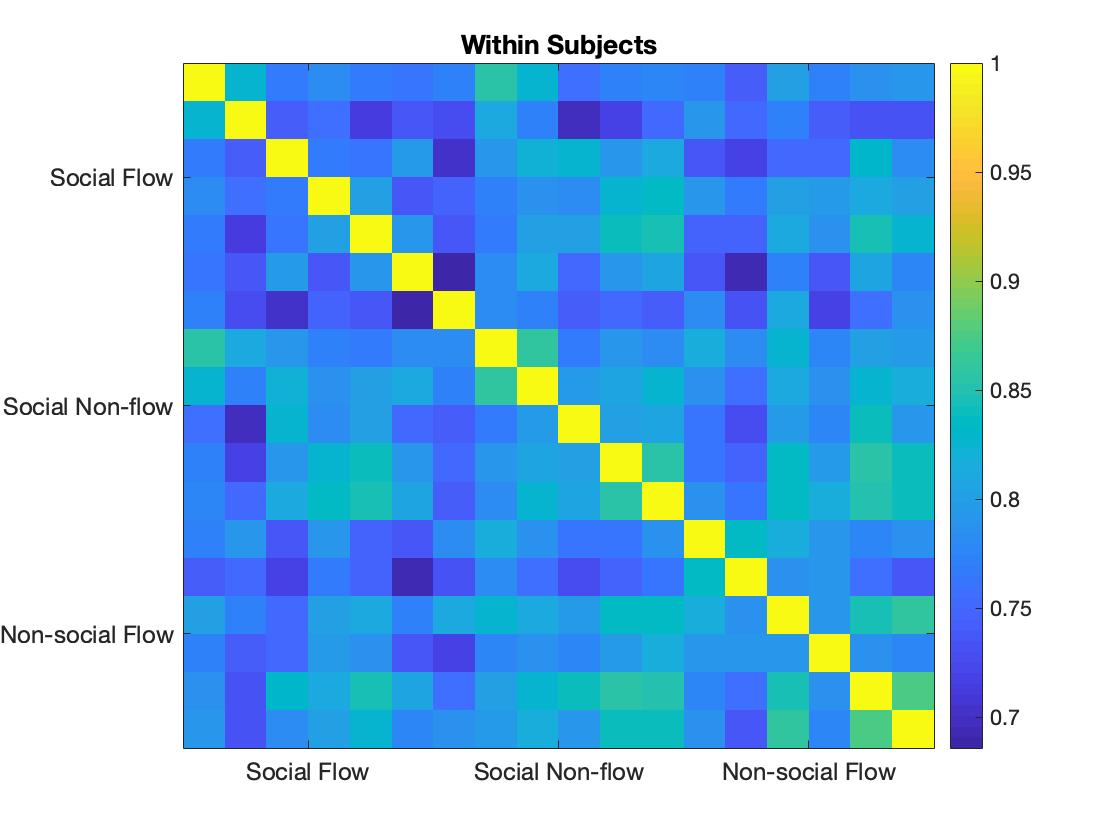 Within Subjects
Social Flow
Social Non-flow
Non-social Flow
Social Flow
Social Non-flow
Non-social Flow
1
0.95
0.9
0.85
0.8
0.75
0.7